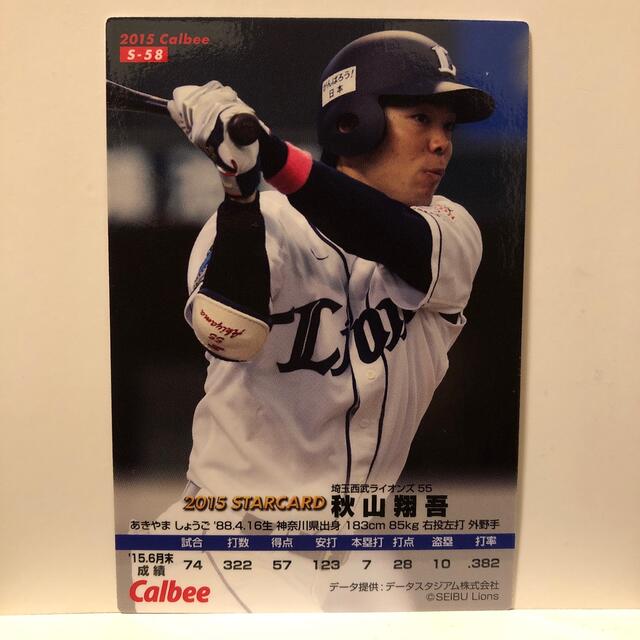 2015 Calbee
S-58
L
がんばろう!
日本
Akiyama
55
Lions
埼玉西武ライオンズ 55
2015 STARCARD 秋山翔吾
あきやま しょうご '88.4.16生 神奈川県出身 183cm 85kg 右投左打 外野手
試合 打数 得点 安打 本塁打 打点 盗塁 打率
'15.6月末
成績 74 322 57 123 7 28 10 .382
データ提供:データスタジアム株式会社
Calbee ©SEIBU Lions